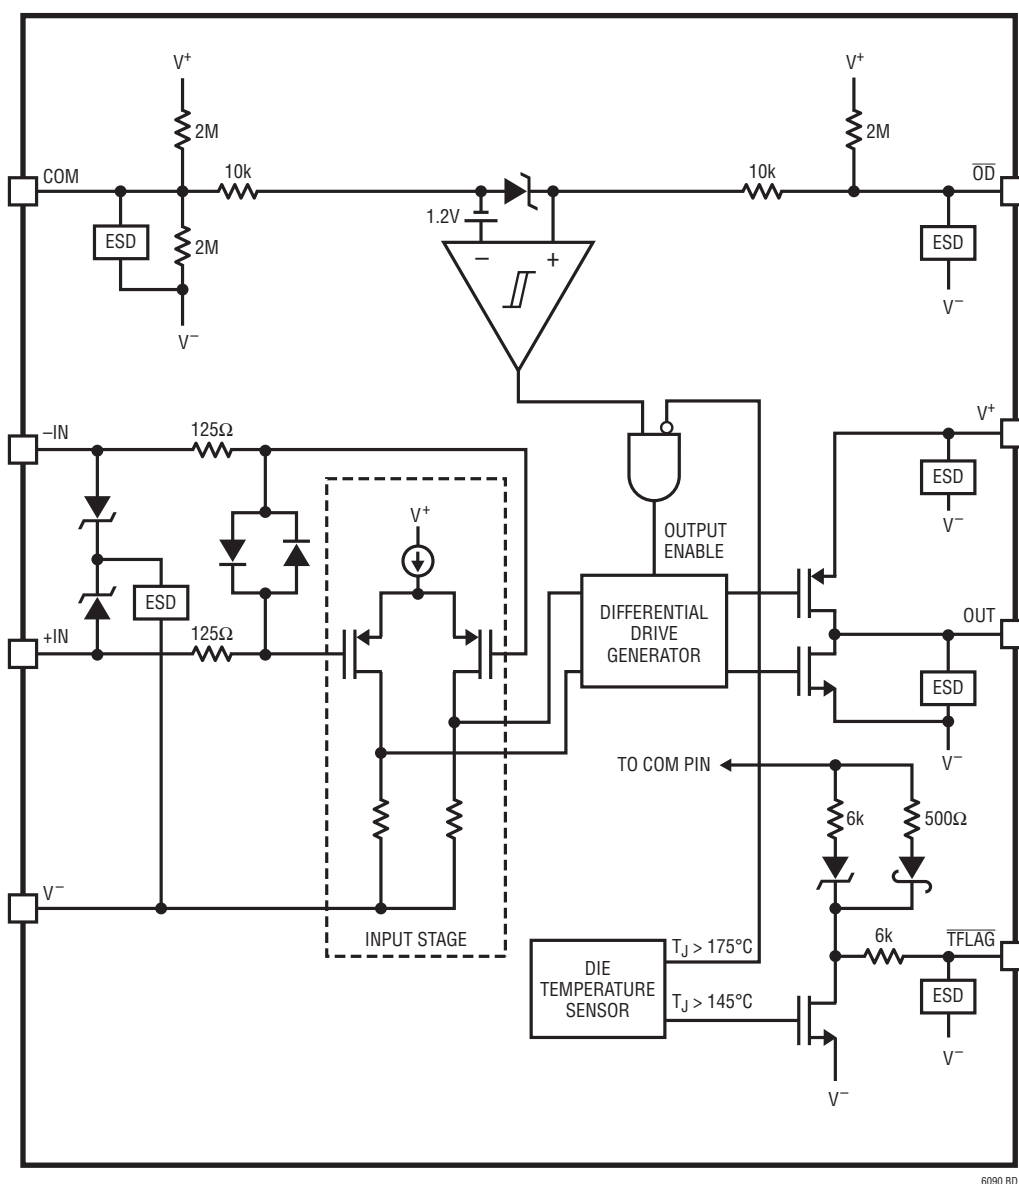 V+
V+
2M
2M
COM
10k
10k
OD
1.2V
ESD
2M
ESD
–
+
V–
V–
–IN
125Ω
V+
ESD
V+
OUTPUT
ENABLE
V–
ESD
DIFFERENTIAL
DRIVE
GENERATOR
OUT
+IN
125Ω
ESD
TO COM PIN
V–
6k
500Ω
V–
INPUT STAGE
6k
TFLAG
TJ > 175°C
DIE
TEMPERATURE
SENSOR
TJ > 145°C
ESD
V–
V–
6090 BD